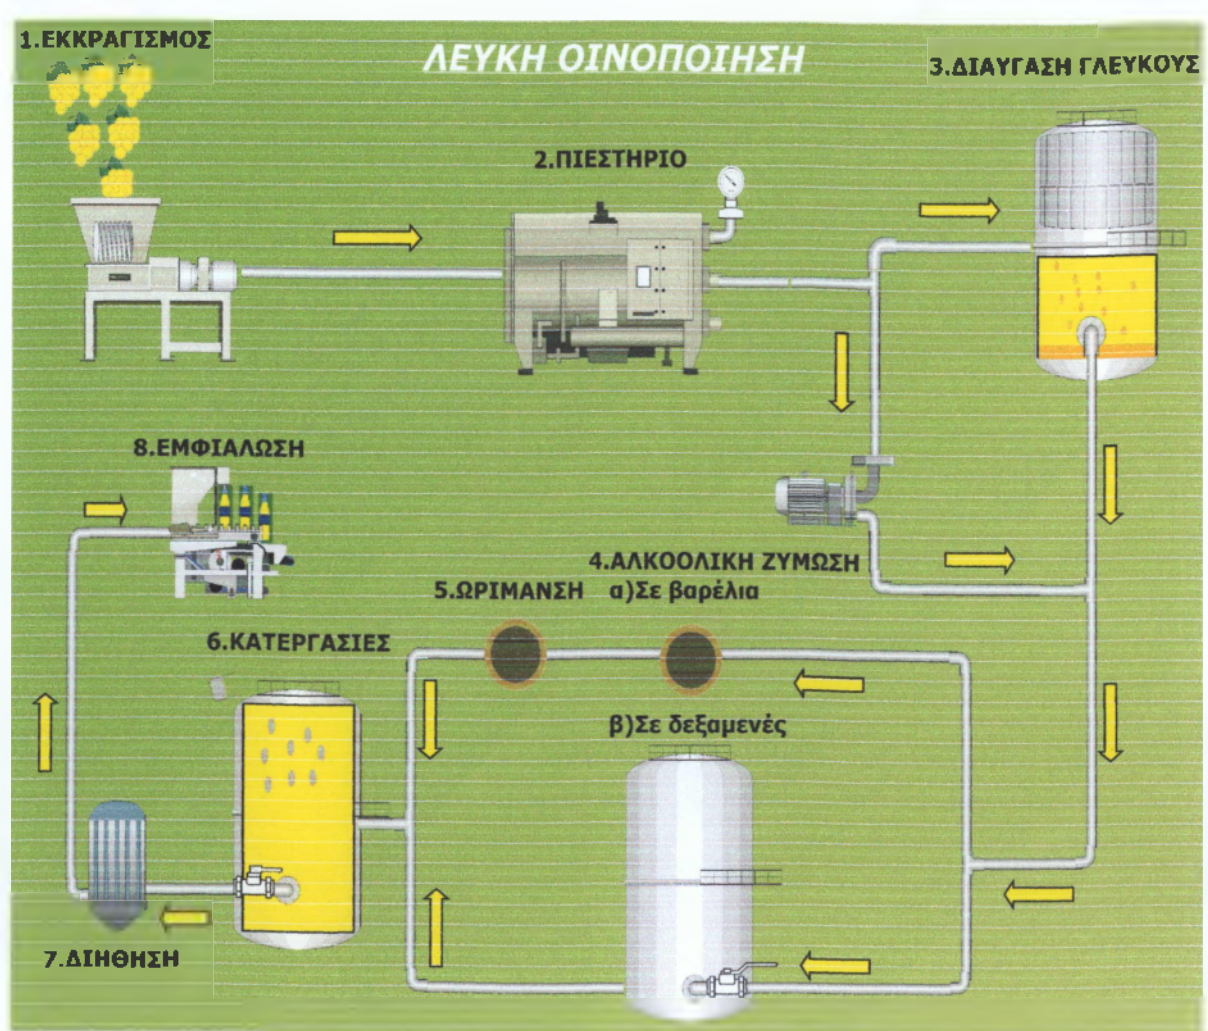 ΛΕΥΚΗ ΟΙΝΟΠΟΙΗΣΗ
1.ΕΚΚΡΑΓΙΣΜΟΣ
2.ΠΙΕΣΤΗΡΙΟ
3.ΔΙΑΥΓΑΣΗ ΓΛΕΥΚΟΥΣ
4.ΑΛΚΟΟΛΙΚΗ ΖΥΜΩΣΗ
α)Σε βαρέλια
β)Σε δεξαμενές
5.ΩΡΙΜΑΝΣΗ
6.ΚΑΤΕΡΓΑΣΙΕΣ
7.ΔΙΗΘΗΣΗ
8.ΕΜΦΙΑΛΩΣΗ